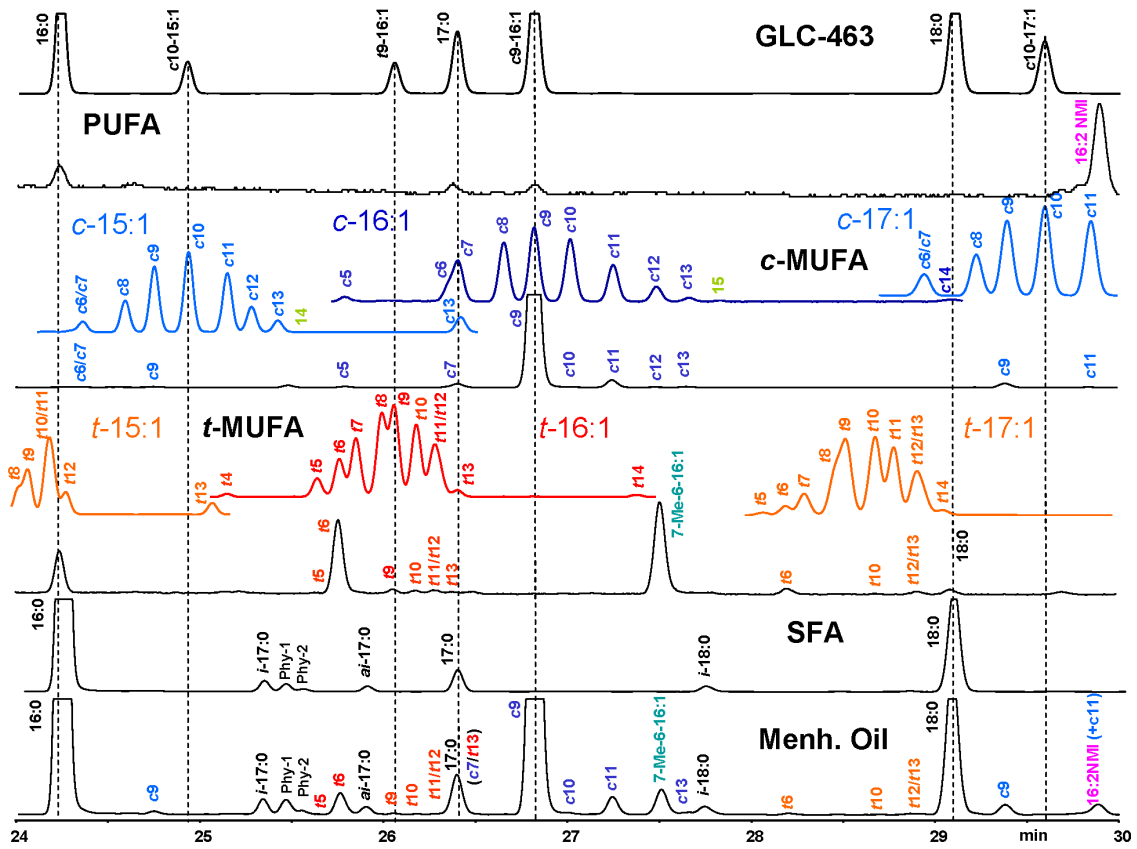 16:0
c10-15:1
t9-16:1
17:0
c9-16:1
GLC-463
18:0
c10-17:1
PUFA
16:2 NMI
c-15:1
c-16:1
c-17:1
c-MUFA
c6/c7
c8
c9
c10
c11
c12
c13
14
c5
c6
c7
c8
c9
c10
c11
c12
c13
15
c13
c6/c7
c14
c8
c9
c10
c11
c6/c7
c9
c5
c7
c9
c10
c11
c12
c13
c9
c11
t-15:1
t-MUFA
t-16:1
t-17:1
t8
t9
t10/t11
t12
t13
t4
t5
t6
t7
t8
t9
t10
t11/t12
t13
t14
t5
t6
t7
t8
t9
t10
t11
t12/t13
t14
t5
t6
t9
t10
t11/t12
t13
7-Me-6-16:1
t6
t10
t12/t13
18:0
16:0
i-17:0
Phy-1
Phy-2
ai-17:0
17:0
i-18:0
SFA
18:0
16:0
c9
i-17:0
Phy-1
Phy-2
t5
t6
ai-17:0
t9
t10
t11/t12
17:0
(c7/t13)
c9
c10
c11
7-Me-6-16:1
c13
i-18:0
Menh. Oil
t6
t10
t12/t13
18:0
c9
16:2NMI (+c11)
24 25 26 27 28 29 min 30